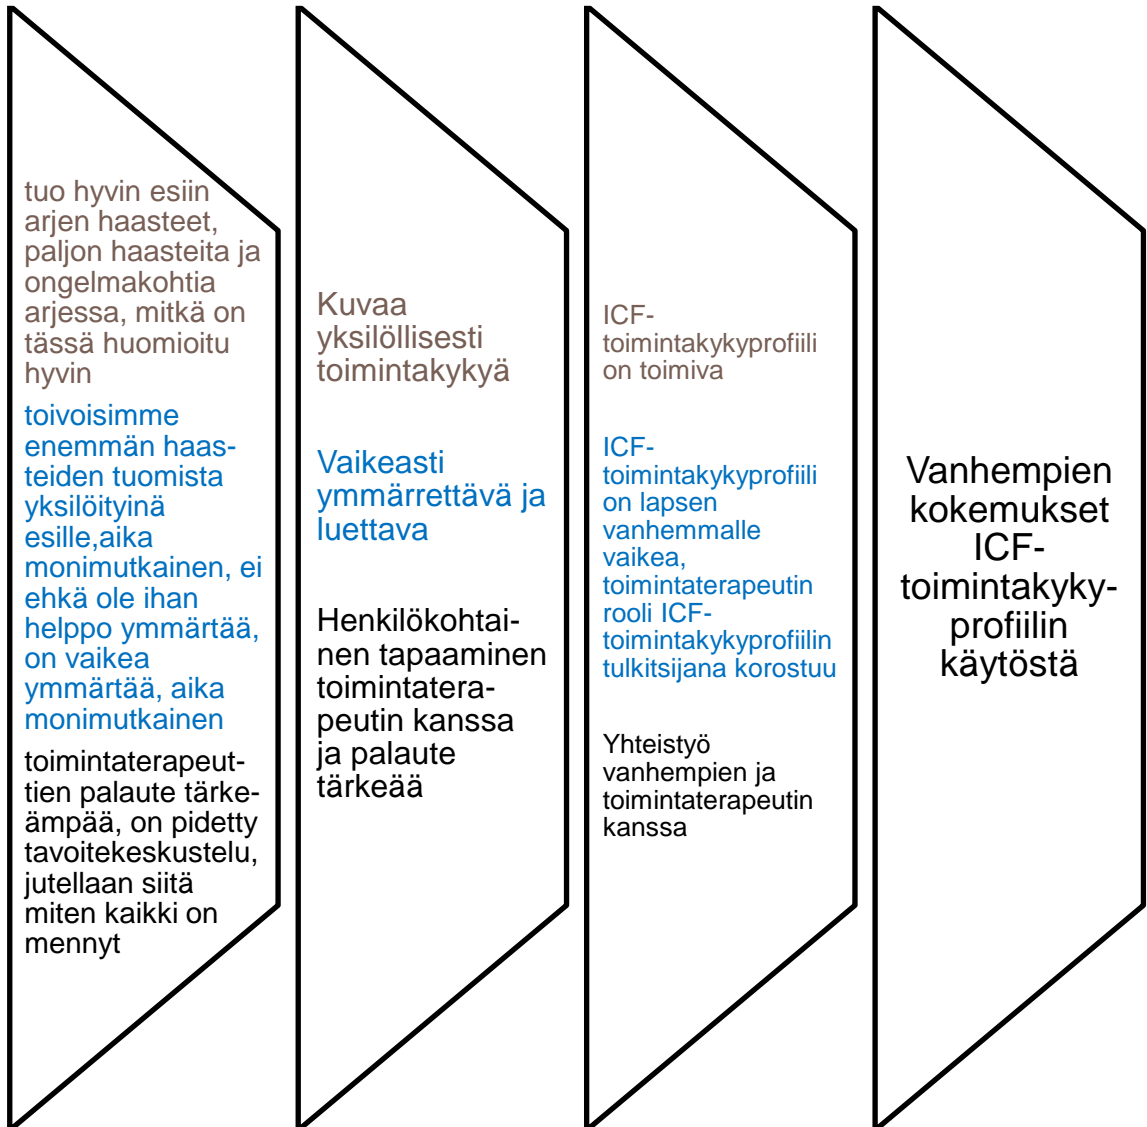 tuo hyvin esiin
arjen haasteet,
paljon haasteita ja
ongelmakohtia
arjessa, mitkä on
tässä huomioitu
hyvin
toivoisimme
enemmän haas-
teiden tuomista
yksilöityinä
esille,aika
monimutkainen, ei
ehkä ole ihan
helppo ymmärtää,
on vaikea
ymmärtää, aika
monimutkainen
toimintaterapeut-
tien palaute tärke-
ämpää, on pidetty
tavoitekeskustelu,
jutellaan siitä
miten kaikki on
mennyt
Kuvaa
yksilöllisesti
toimintakykyä
Vaikeasti
ymmärrettävä ja
luettava
Henkilökohtai-
nen tapaaminen
toimintatera-
peutin kanssa
ja palaute
tärkeää
ICF-
toimintakykyprofiili
on toimiva
ICF-
toimintakykyprofiili
on lapsen
vanhemmalle
vaikea,
toimintaterapeutin
rooli ICF-
toimintakykyprofiilin
tulkitsijana korostuu
Yhteistyö
vanhempien ja
toimintaterapeutin
kanssa
Vanhempien
kokemukset
ICF-
toimintakyky-
profiilin
käytöstä